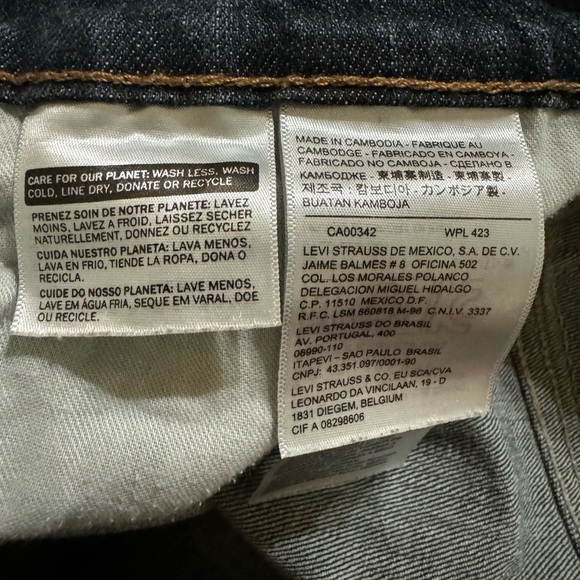 CARE FOR OUR PLANET: WASH LESS, WASH
COLD, LINE DRY, DONATE OR RECYCLE
PRENEZ SOIN DE NOTRE PLANETE: LAVEZ
MOINS, LAVEZ A FROID, LAISSEZ SECHER
NATURELLEMENT, DONNEZ OU RECYCLEZ
CUIDA NUESTRO PLANETA: LAVA MENOS,
LAVA EN FRIO, TIENDE LA ROPA, DONA O
RECICLA.
CUIDE DO NOSSO PLANETA: LAVE MENOS,
LAVE EM ÁGUA FRIA, SEQUE EM VARAL, DOE
OU RECICLE.
MADE IN CAMBODIA - FABRIQUE AU
CAMBODGE - FABRICADO EN CAMBOYA -
FABRICADO NO CAMBOJA - СДЕЛАНО В
КАМБОДЖЕ - 柬埔寨制造 - 柬埔寨製造
제조국 : 캄보디아 - カンボジア製 -
BUATAN KAMBOJA
CA00342 WPL 423
LEVI STRAUSS DE MEXICO, S.A. DE C.V.
JAIME BALMES # 8 OFICINA 502
COL. LOS MORALES POLANCO
DELEGACION MIGUEL HIDALGO
C.P. 11510 MEXICO D.F.
R.F.C. LSM 660818 M-98 C.N.I.V. 3337
LEVI STRAUSS DO BRASIL
AV. PORTUGAL, 400
06990-110
ITAPEVI - SAO PAULO BRASIL
CNPJ: 43.351.097/0001-90
LEVI STRAUSS & CO. EU SCA/CVA
LEONARDO DA VINCILAAN, 19 - D
1831 DIEGEM, BELGIUM
CIF A 08298606